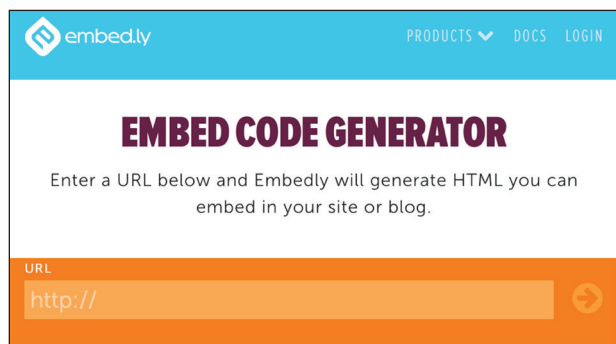 embed.ly
PRODUCTS DOCS LOGIN
EMBED CODE GENERATOR
Enter a URL below and Embedly will generate HTML you can
embed in your site or blog.
URL
http://